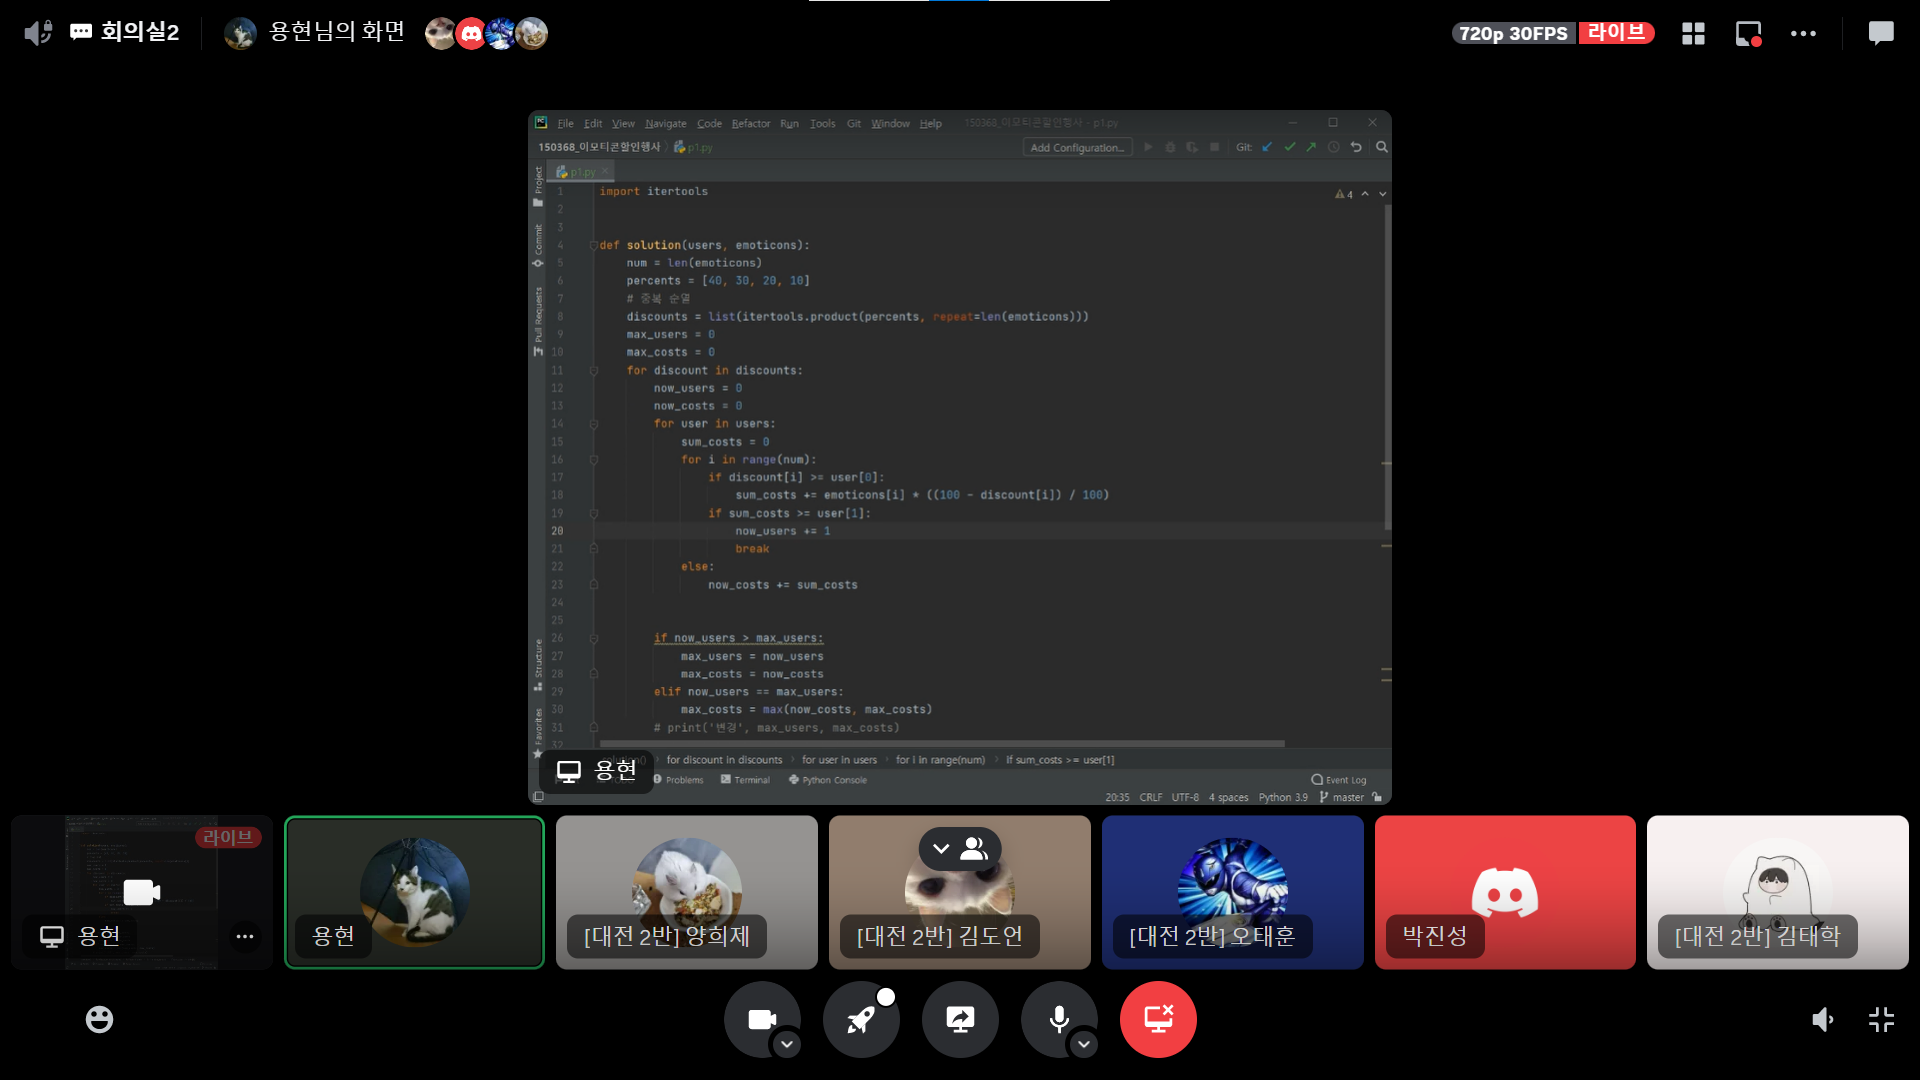 회의실2
용현님의 화면
720p 30FPS 라이브
File Edit View Navigate Code Refactor Run Tools Git Window Help 150368_이모티콘할인행사 - p1.py
150368_이모티콘할인행사 p1.py Add Configuration... Git:
Project
Commit
Pull Requests
Structure
Favorites
p1.py
4
1 import itertools
2
3
4 def solution(users, emoticons):
5 num = len(emoticons)
6 percents = [40, 30, 20, 10]
7 # 중복 순열
8 discounts = list(itertools.product(percents, repeat=len(emoticons)))
9 max_users = 0
10 max_costs = 0
11 for discount in discounts:
12 now_users = 0
13 now_costs = 0
14 for user in users:
15 sum_costs = 0
16 for i in range(num):
17 if discount[i] >= user[0]:
18 sum_costs += emoticons[i] * ((100 - discount[i]) / 100)
19 if sum_costs >= user[1]:
20 now_users += 1
21 break
22 else:
23 now_costs += sum_costs
24
25
26 if now_users > max_users:
27 max_users = now_users
28 max_costs = now_costs
29 elif now_users == max_users:
30 max_costs = max(now_costs, max_costs)
31 # print('변경', max_users, max_costs)
32
for discount in discounts for user in users for i in range(num) if sum_costs >= user[1]
Problems Terminal Python Console Event Log
20:35 CRLF UTF-8 4 spaces Python 3.9 master
용현
라이브
용현
용현
[대전 2반] 양희제
[대전 2반] 김도언
[대전 2반] 오태훈
박진성
[대전 2반] 김태학